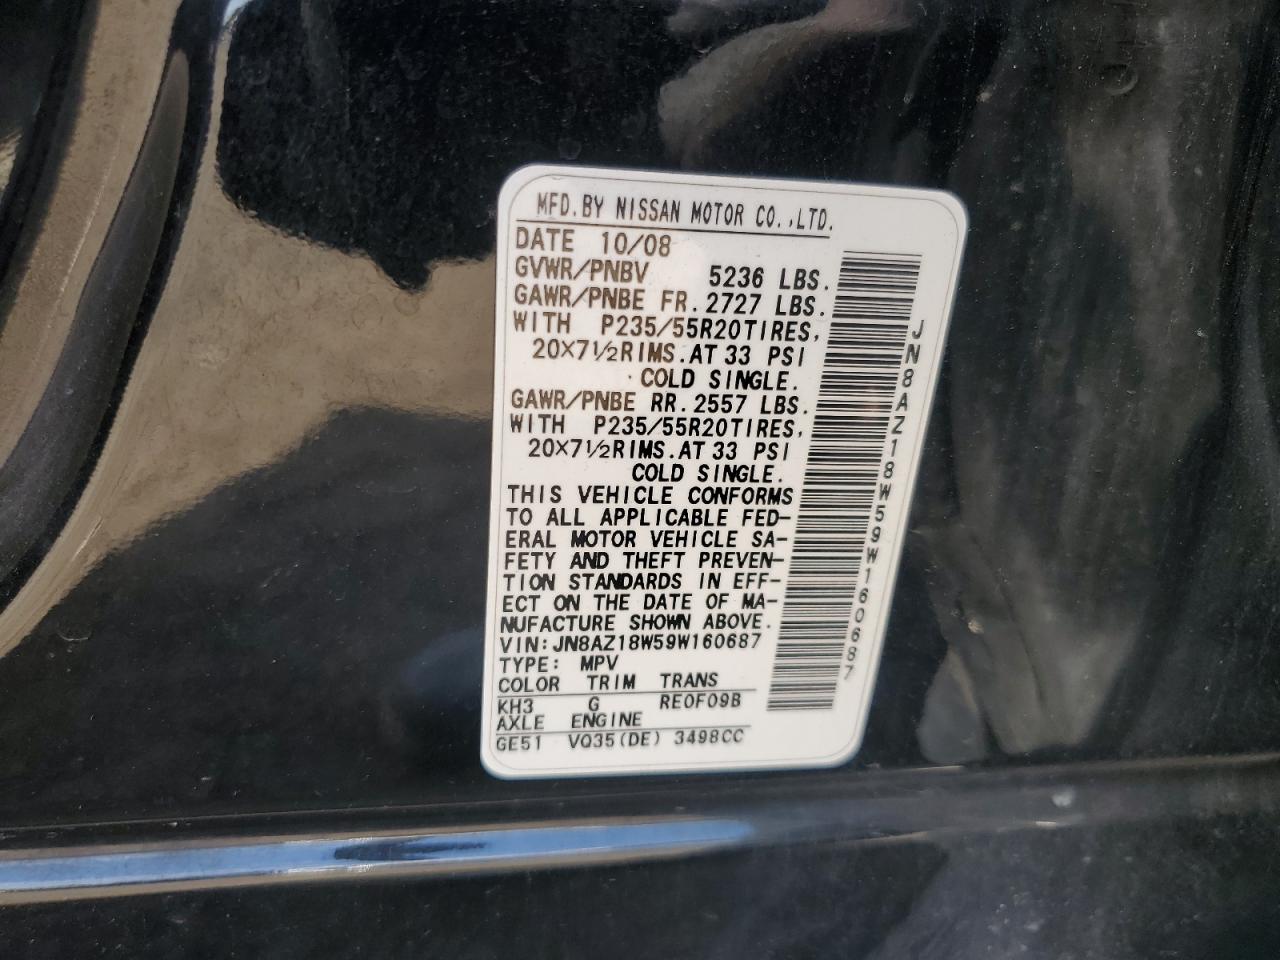 MFD.BY NISSAN MOTOR CO.,LTD.
DATE 10/08
GVWR/PNBV 5236 LBS.
GAWR/PNBE FR.2727 LBS.
WITH P235/55R20TIRES,
20X7½RIMS.AT 33 PSI
COLD SINGLE.
GAWR/PNBE RR.2557 LBS.
WITH P235/55R20TIRES,
20X7½RIMS.AT 33 PSI
COLD SINGLE.
THIS VEHICLE CONFORMS
TO ALL APPLICABLE FED-
ERAL MOTOR VEHICLE SA-
FETY AND THEFT PREVEN-
TION STANDARDS IN EFF-
ECT ON THE DATE OF MA-
NUFACTURE SHOWN ABOVE.
VIN:JN8AZ18W59W160687
TYPE: MPV
COLOR TRIM TRANS
KH3 G RE0F09B
AXLE ENGINE
GE51 VQ35(DE) 3498CC
JN8AZ18W59W160687